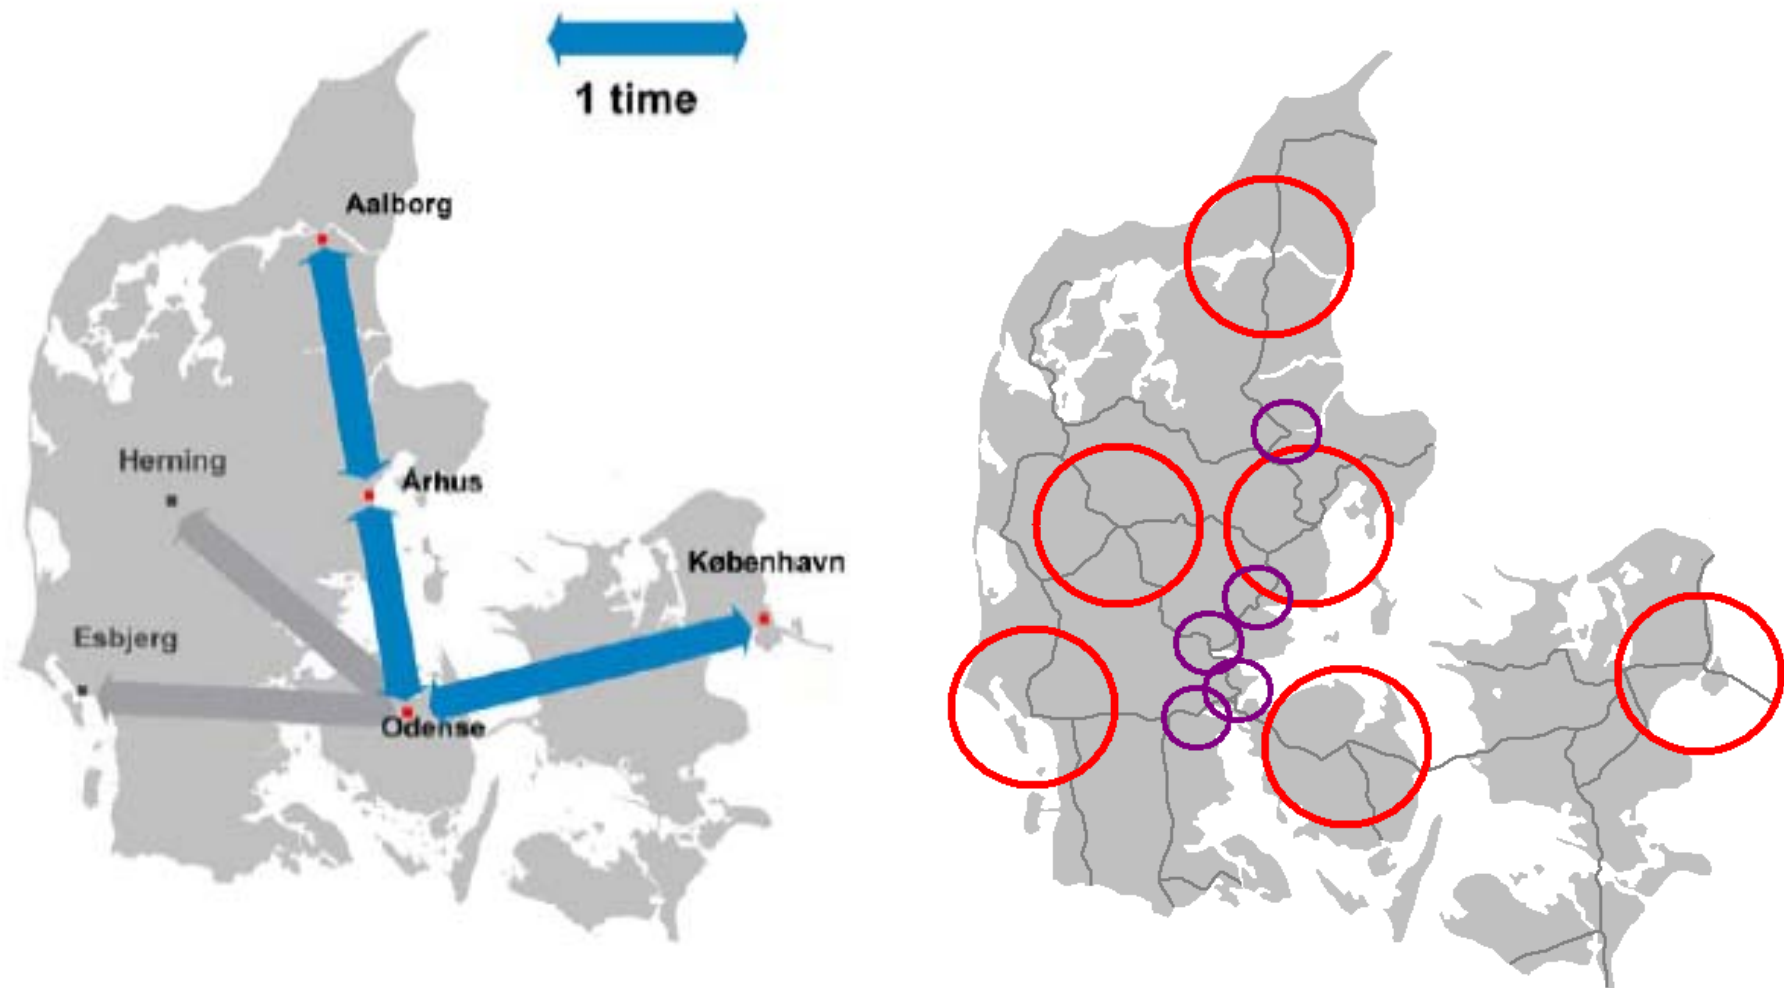 1 time
Aalborg
Herning
Århus
København
Esbjerg
Odense